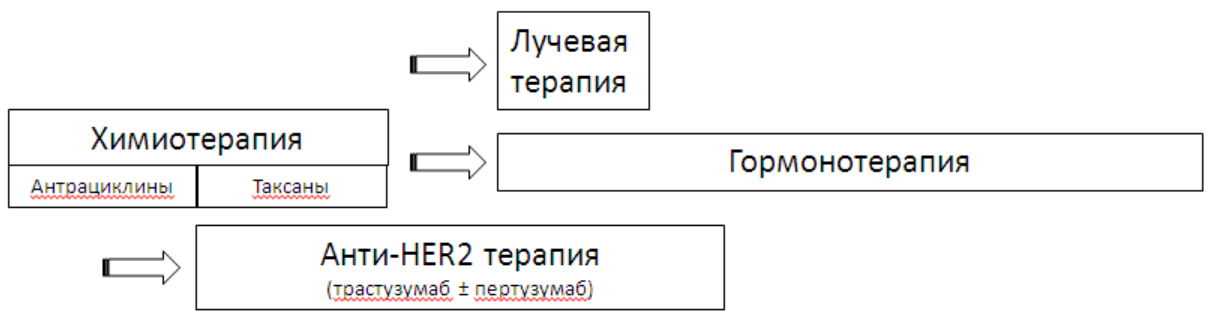 Лучевая
терапия
Химиотерапия
Антрациклины
Таксаны
Гормонотерапия
Анти-HER2 терапия
(трастузумаб ± пертузумаб)